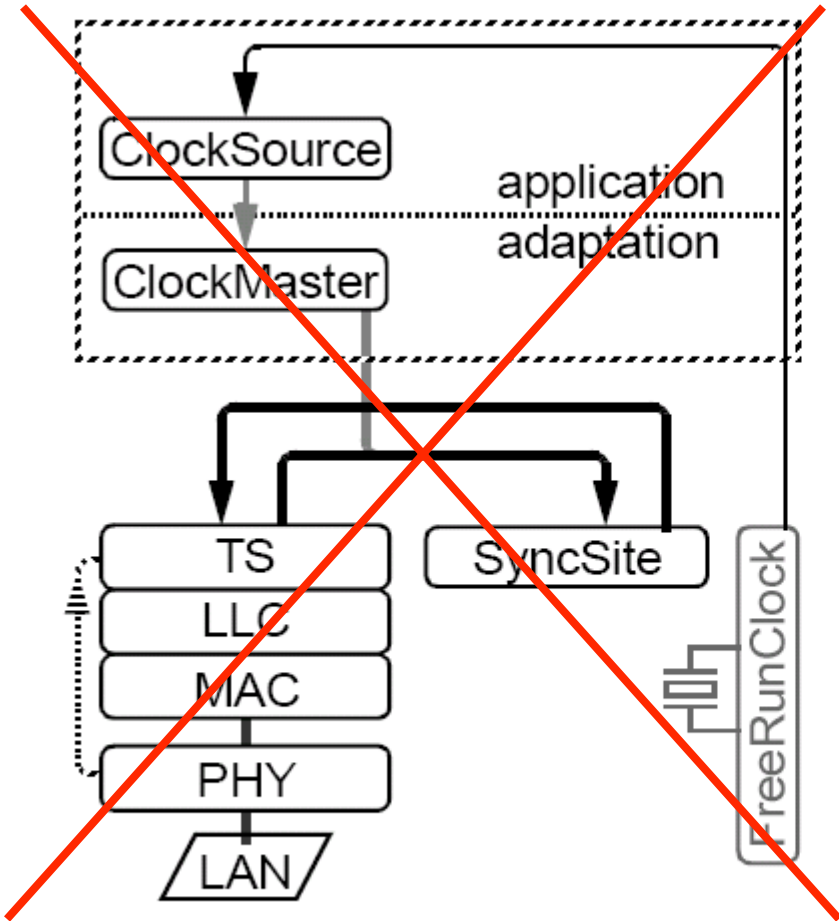 ClockSource
application
adaptation
ClockMaster
TS
SyncSite
LLC
MAC
PHY
LAN
FreeRunClock